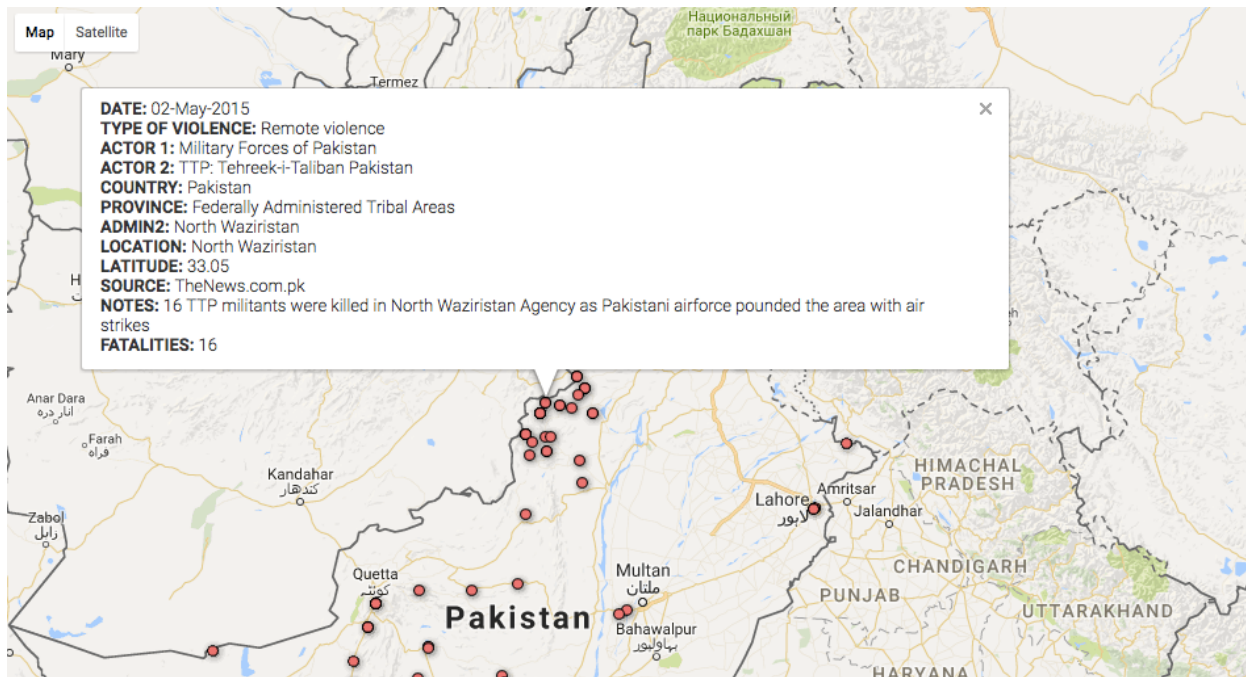 Национальный
парк Бадахшан
Map Satellite
Mary
Termez
DATE: 02-May-2015
TYPE OF VIOLENCE: Remote violence
ACTOR 1: Military Forces of Pakistan
ACTOR 2: TTP: Tehreek-i-Taliban Pakistan
COUNTRY: Pakistan
PROVINCE: Federally Administered Tribal Areas
ADMIN2: North Waziristan
LOCATION: North Waziristan
LATITUDE: 33.05
SOURCE: TheNews.com.pk
NOTES: 16 TTP militants were killed in North Waziristan Agency as Pakistani airforce pounded the area with air
strikes
FATALITIES: 16
Anar Dara
انار دره
Farah
فراه
Kandahar
كندهار
HIMACHAL
PRADESH
Lahore
لاہور
Amritsar
Jalandhar
Zabol
زابل
Quetta
کوئٹہ
Multan
ملتان
CHANDIGARH
Pakistan
PUNJAB
UTTARAKHAND
Bahawalpur
بہاولپور
HARYANA